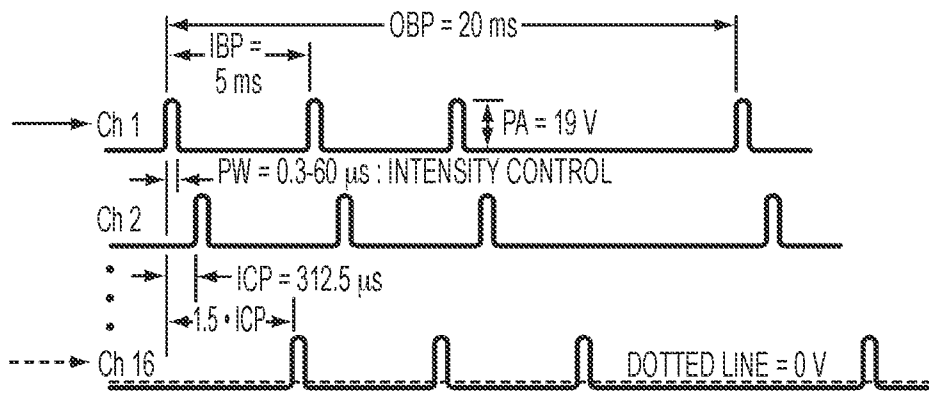 OBP = 20 ms
IBP =
5 ms
Ch 1
PA = 19 V
PW = 0.3-60 µs : INTENSITY CONTROL
Ch 2
ICP = 312.5 µs
1.5 • ICP
Ch 16
DOTTED LINE = 0 V